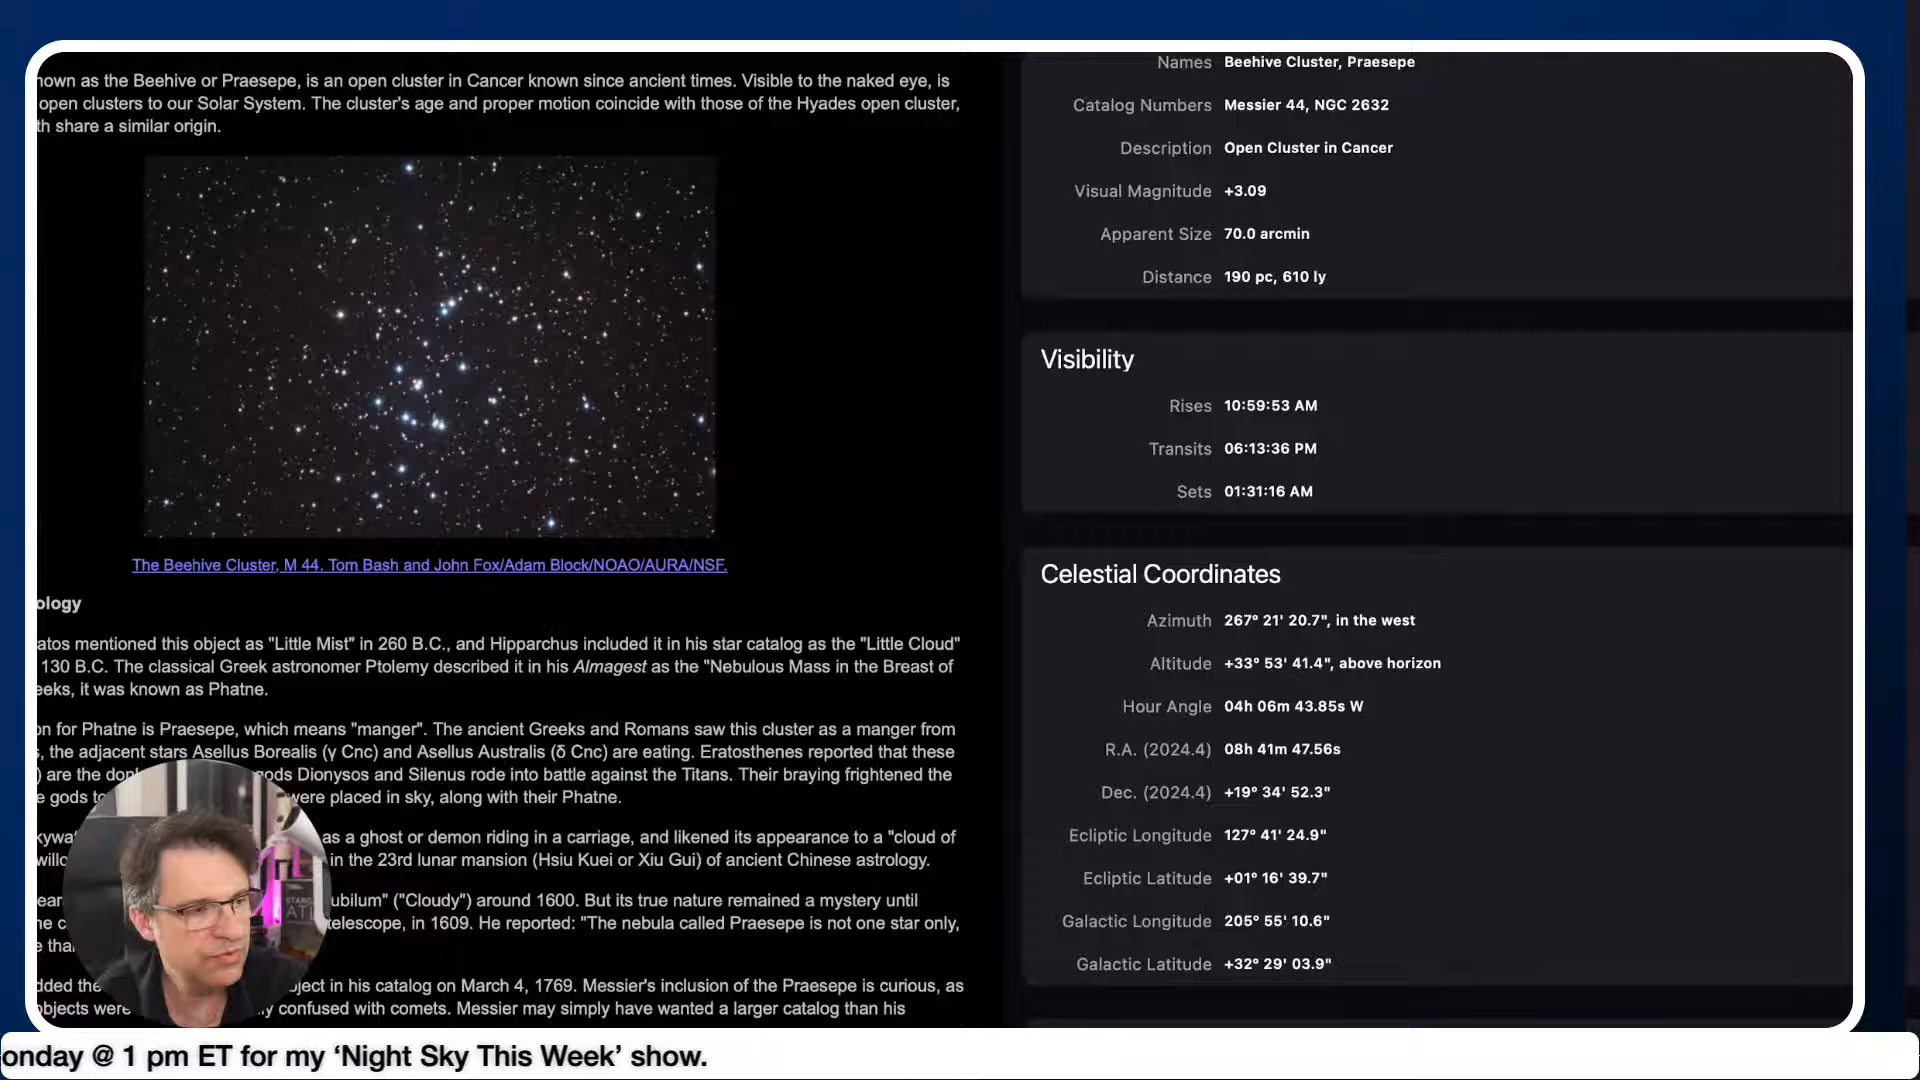 nown as the Beehive or Praesepe, is an open cluster in Cancer known since ancient times. Visible to the naked eye, is
open clusters to our Solar System. The cluster's age and proper motion coincide with those of the Hyades open cluster,
th share a similar origin.
The Beehive Cluster, M 44. Tom Bash and John Fox/Adam Block/NOAO/AURA/NSF.
ology
atos mentioned this object as "Little Mist" in 260 B.C., and Hipparchus included it in his star catalog as the "Little Cloud"
130 B.C. The classical Greek astronomer Ptolemy described it in his Almagest as the "Nebulous Mass in the Breast of
eeks, it was known as Phatne.
on for Phatne is Praesepe, which means "manger". The ancient Greeks and Romans saw this cluster as a manger from
, the adjacent stars Asellus Borealis (γ Cnc) and Asellus Australis (δ Cnc) are eating. Eratosthenes reported that these
) are the don gods Dionysos and Silenus rode into battle against the Titans. Their braying frightened the
e gods to were placed in sky, along with their Phatne.
kywat as a ghost or demon riding in a carriage, and likened its appearance to a "cloud of
willo in the 23rd lunar mansion (Hsiu Kuei or Xiu Gui) of ancient Chinese astrology.
ear ubilum" ("Cloudy") around 1600. But its true nature remained a mystery until
he c telescope, in 1609. He reported: "The nebula called Praesepe is not one star only,
e than
dded the bject in his catalog on March 4, 1769. Messier's inclusion of the Praesepe is curious, as
objects were ly confused with comets. Messier may simply have wanted a larger catalog than his
Names Beehive Cluster, Praesepe
Catalog Numbers Messier 44, NGC 2632
Description Open Cluster in Cancer
Visual Magnitude +3.09
Apparent Size 70.0 arcmin
Distance 190 pc, 610 ly
Visibility
Rises 10:59:53 AM
Transits 06:13:36 PM
Sets 01:31:16 AM
Celestial Coordinates
Azimuth 267° 21' 20.7", in the west
Altitude +33° 53' 41.4", above horizon
Hour Angle 04h 06m 43.85s W
R.A. (2024.4) 08h 41m 47.56s
Dec. (2024.4) +19° 34' 52.3"
Ecliptic Longitude 127° 41' 24.9"
Ecliptic Latitude +01° 16' 39.7"
Galactic Longitude 205° 55' 10.6"
Galactic Latitude +32° 29' 03.9"
onday @ 1 pm ET for my ‘Night Sky This Week’ show.